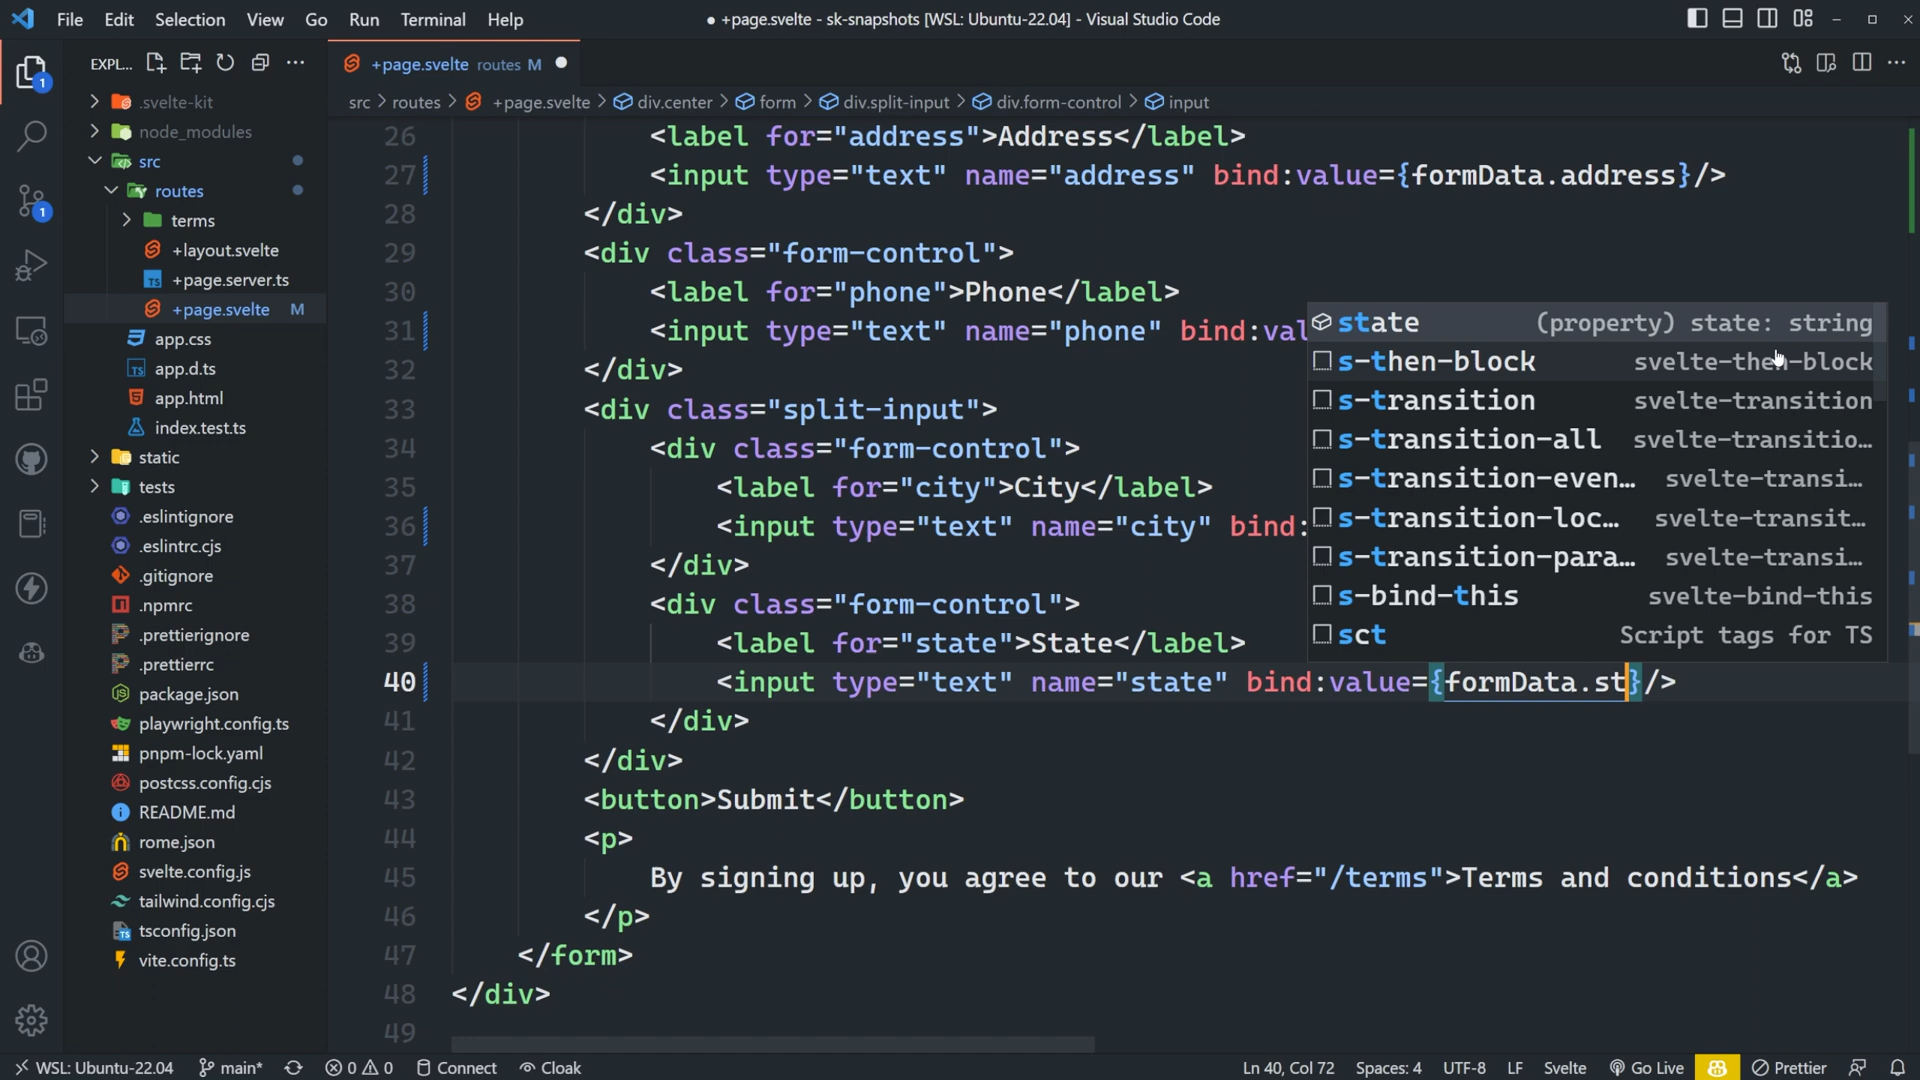 File Edit Selection View Go Run Terminal Help
● +page.svelte - sk-snapshots [WSL: Ubuntu-22.04] - Visual Studio Code
EXPL...
+page.svelte routes M
src > routes > +page.svelte > div.center > form > div.split-input > div.form-control > input
1
1
.svelte-kit
node_modules
src
routes
terms
+layout.svelte
+page.server.ts
+page.svelte M
app.css
app.d.ts
app.html
index.test.ts
static
tests
.eslintignore
.eslintrc.cjs
.gitignore
.npmrc
.prettierignore
.prettierrc
package.json
playwright.config.ts
pnpm-lock.yaml
postcss.config.cjs
README.md
rome.json
svelte.config.js
tailwind.config.cjs
tsconfig.json
vite.config.ts
26 <label for="address">Address</label>
27 <input type="text" name="address" bind:value={formData.address}/>
28 </div>
29 <div class="form-control">
30 <label for="phone">Phone</label>
31 <input type="text" name="phone" bind:val
32 </div>
33 <div class="split-input">
34 <div class="form-control">
35 <label for="city">City</label>
36 <input type="text" name="city" bind:
37 </div>
38 <div class="form-control">
39 <label for="state">State</label>
40 <input type="text" name="state" bind:value={formData.st}/>
41 </div>
42 </div>
43 <button>Submit</button>
44 <p>
45 By signing up, you agree to our <a href="/terms">Terms and conditions</a>
46 </p>
47 </form>
48 </div>
49
state (property) state: string
s-then-block svelte-then-block
s-transition svelte-transition
s-transition-all svelte-transitio…
s-transition-even… svelte-transi…
s-transition-loc… svelte-transit…
s-transition-para… svelte-transi…
s-bind-this svelte-bind-this
sct Script tags for TS
WSL: Ubuntu-22.04 main* 0 0 Connect Cloak Ln 40, Col 72 Spaces: 4 UTF-8 LF Svelte Go Live Prettier